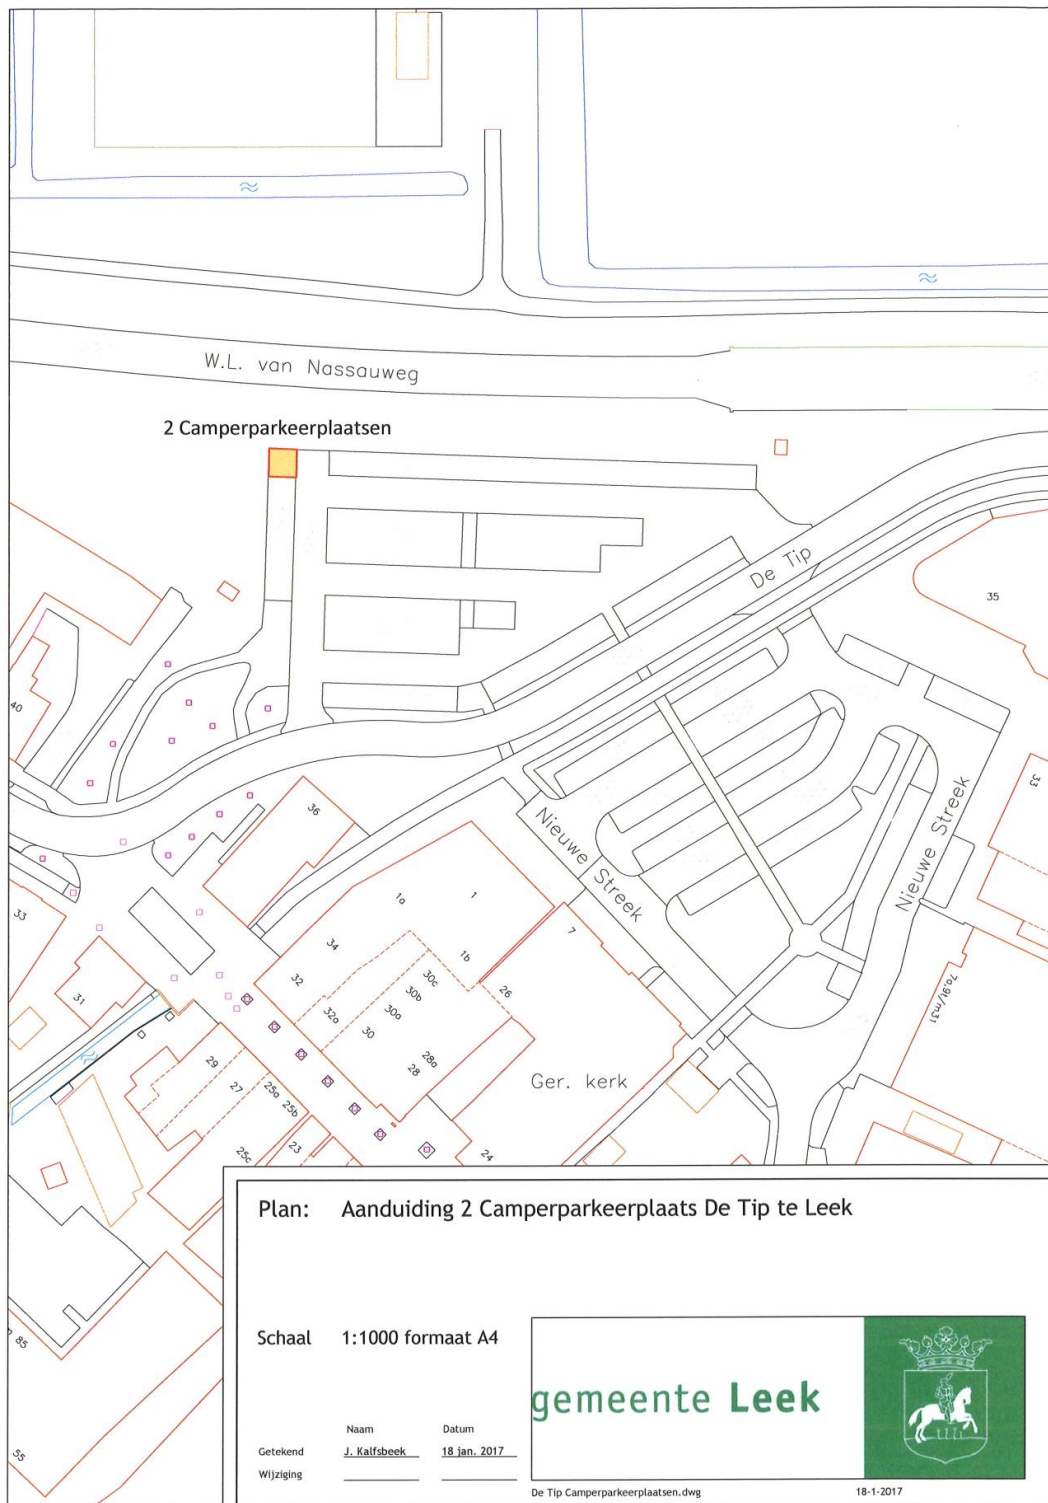 W.L. van Nassauweg
2 Camperparkeerplaatsen
De Tip
35
40
36
33
Nieuwe Streek
Nieuwe Streek
33
1a
1
34
1b
7
32
30c
30b
26
31
32a
30a
30
28a
28
29
27
25a
25b
Ger. kerk
25c
23
24
85
55
Plan: Aanduiding 2 Camperparkeerplaats De Tip te Leek
Schaal 1:1000 formaat A4
gemeente Leek
Naam Datum
Getekend J. Kalfsbeek 18 jan. 2017
Wijziging
De Tip Camperparkeerplaatsen.dwg 18-1-2017